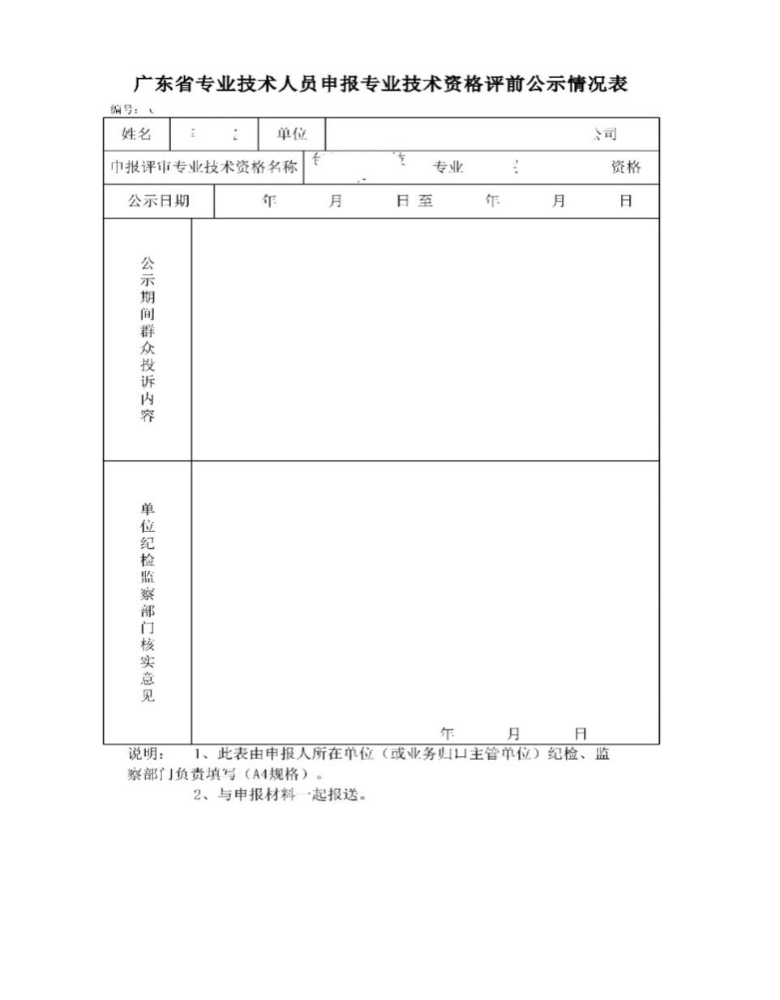 广东省专业技术人员申报专业技术资格评前公示情况表
编号：
姓名 单位 公司
申报评审专业技术资格名称 专业 资格
公示日期 年 月 日 至 年 月 日
公示期间群众投诉内容
单位纪检监察部门核实意见
年 月 日
说明： 1、此表由申报人所在单位（或业务归口主管单位）纪检、监
察部门负责填写（A4规格）。
2、与申报材料一起报送。